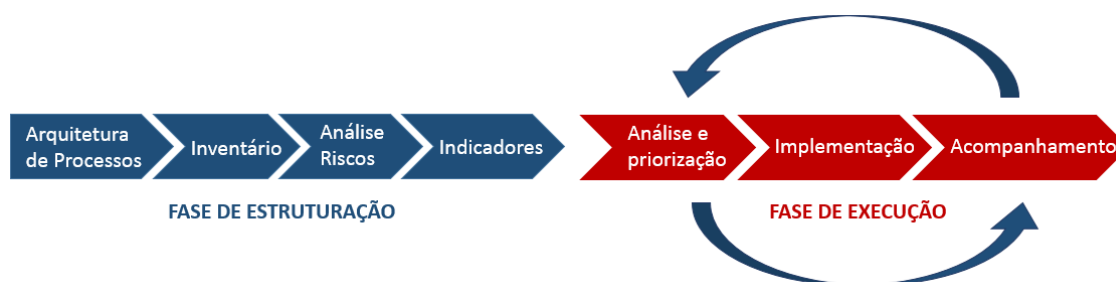 Arquitetura
de Processos
Inventário
Análise
Riscos
Indicadores
Análise e
priorização
Implementação
Acompanhamento
FASE DE ESTRUTURAÇÃO
FASE DE EXECUÇÃO